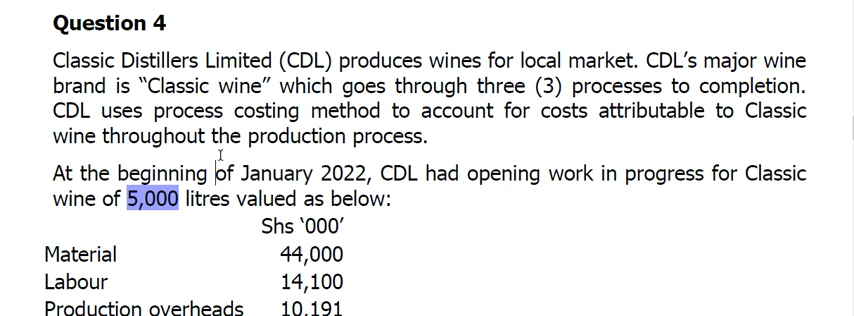 Question 4
Classic Distillers Limited (CDL) produces wines for local market. CDL’s major wine
brand is “Classic wine” which goes through three (3) processes to completion.
CDL uses process costing method to account for costs attributable to Classic
wine throughout the production process.
At the beginning of January 2022, CDL had opening work in progress for Classic
wine of 5,000 litres valued as below:
Shs ‘000’
Material 44,000
Labour 14,100
Production overheads 10,191